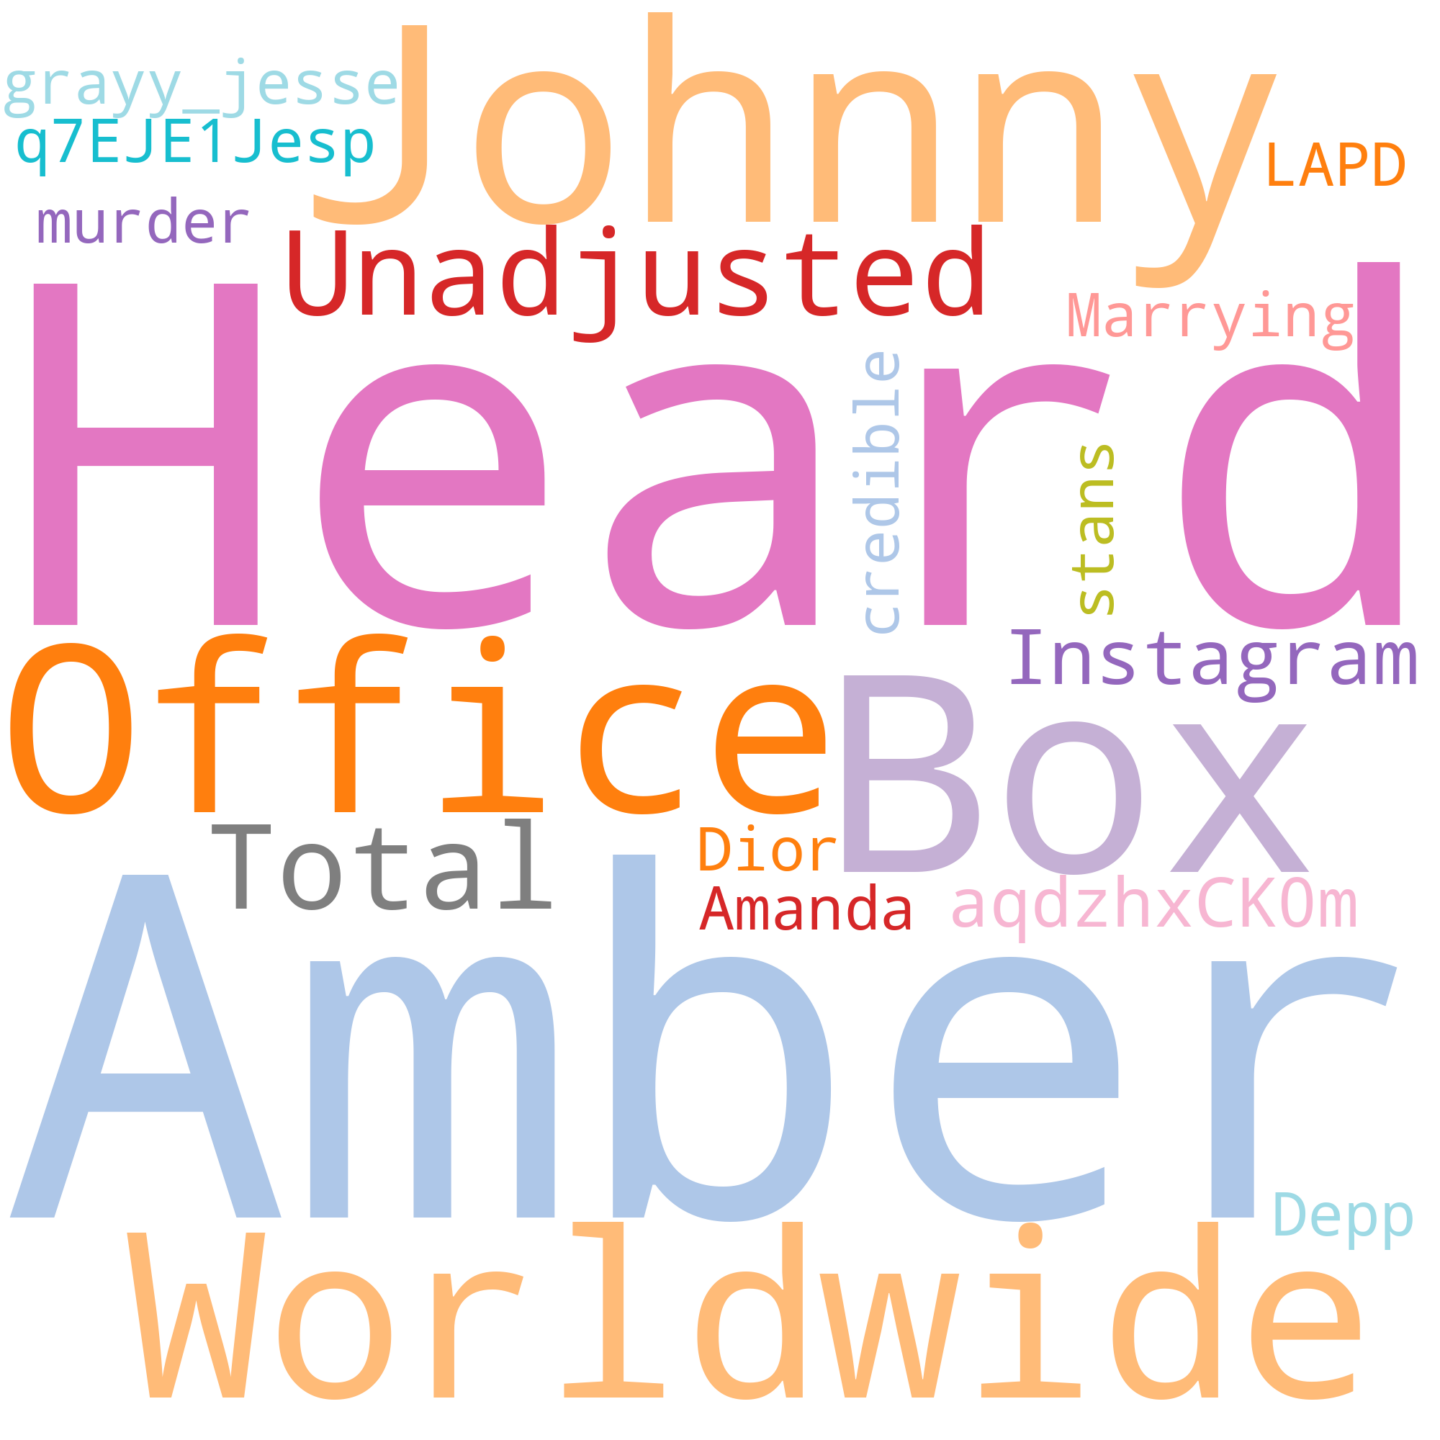 Johnny
grayy_jesse
q7EJE1Jesp
LAPD
murder
Unadjusted
Marrying
Heard
credible
stans
Instagram
Office
Box
Total
Dior
Amanda
aqdzhxCKOm
Amber
Depp
Worldwide